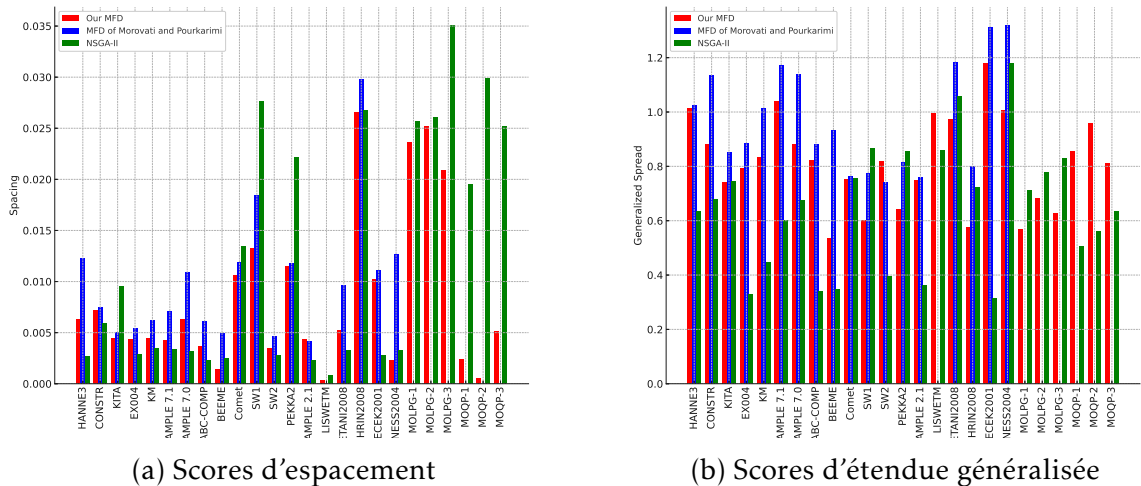 Our MFD
MFD of Morovati and Pourkarimi
NSGA-II
Spacing
0.035
0.030
0.025
0.020
0.015
0.010
0.005
0.000
HANNE3
CONSTR
KITA
EX004
KM
AMPLE 7.1
AMPLE 7.0
ABC-COMP
BEEME
Comet
SW1
SW2
PEKKA2
AMPLE 2.1
LISWETM
ETANI2008
HRIN2008
ECEK2001
NESS2004
MOLPG-1
MOLPG-2
MOLPG-3
MOQP-1
MOQP-2
MOQP-3
(a) Scores d'espacement
Our MFD
MFD of Morovati and Pourkarimi
NSGA-II
Generalized Spread
1.2
1.0
0.8
0.6
0.4
0.2
0.0
HANNE3
CONSTR
KITA
EX004
KM
AMPLE 7.1
AMPLE 7.0
ABC-COMP
BEEME
Comet
SW1
SW2
PEKKA2
AMPLE 2.1
LISWETM
ETANI2008
HRIN2008
ECEK2001
NESS2004
MOLPG-1
MOLPG-2
MOLPG-3
MOQP-1
MOQP-2
MOQP-3
(b) Scores d'étendue généralisée